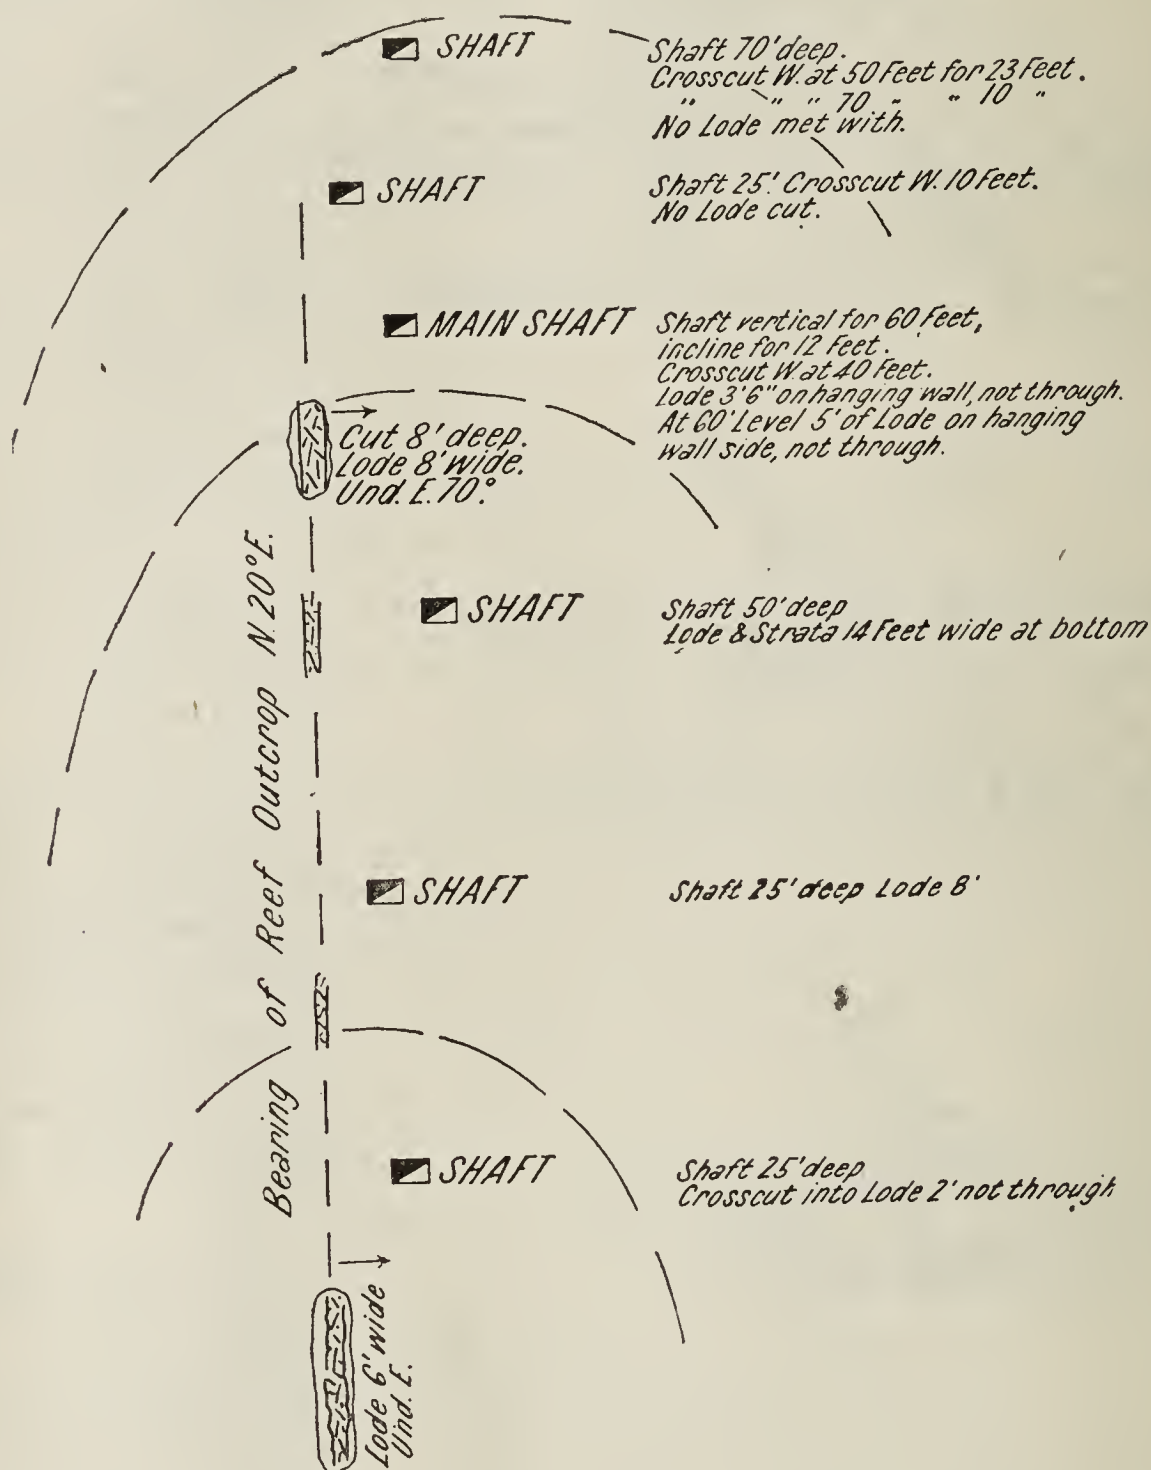 SHAFT
Shaft 70' deep.
Crosscut W. at 50 Feet for 23 Feet.
" " " 70 " " 10 "
No Lode met with.
SHAFT
Shaft 25'. Crosscut W. 10 Feet.
No Lode cut.
MAIN SHAFT
Shaft vertical for 60 Feet,
incline for 12 Feet.
Crosscut W. at 40 Feet.
Lode 3'6" on hanging wall, not through.
At 60' Level 5' of Lode on hanging
wall side, not through.
Cut 8' deep.
Lode 8' wide.
Und. E. 70°.
Bearing of Reef Outcrop N. 20° E.
SHAFT
Shaft 50' deep
Lode & Strata 14 Feet wide at bottom
SHAFT
Shaft 25' deep Lode 8'
SHAFT
Shaft 25' deep
Crosscut into Lode 2' not through
Lode 6' wide
Und. E.